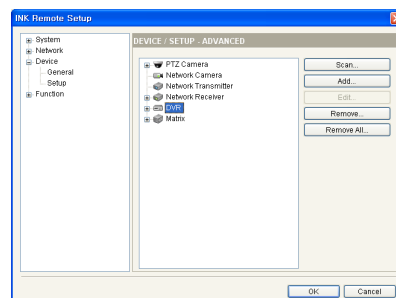 INK Remote Setup
System
Network
Device
General
Setup
Function
DEVICE / SETUP - ADVANCED
PTZ Camera
Network Camera
Network Transmitter
Network Receiver
DVR
Matrix
Scan...
Add...
Edit...
Remove...
Remove All...
OK
Cancel